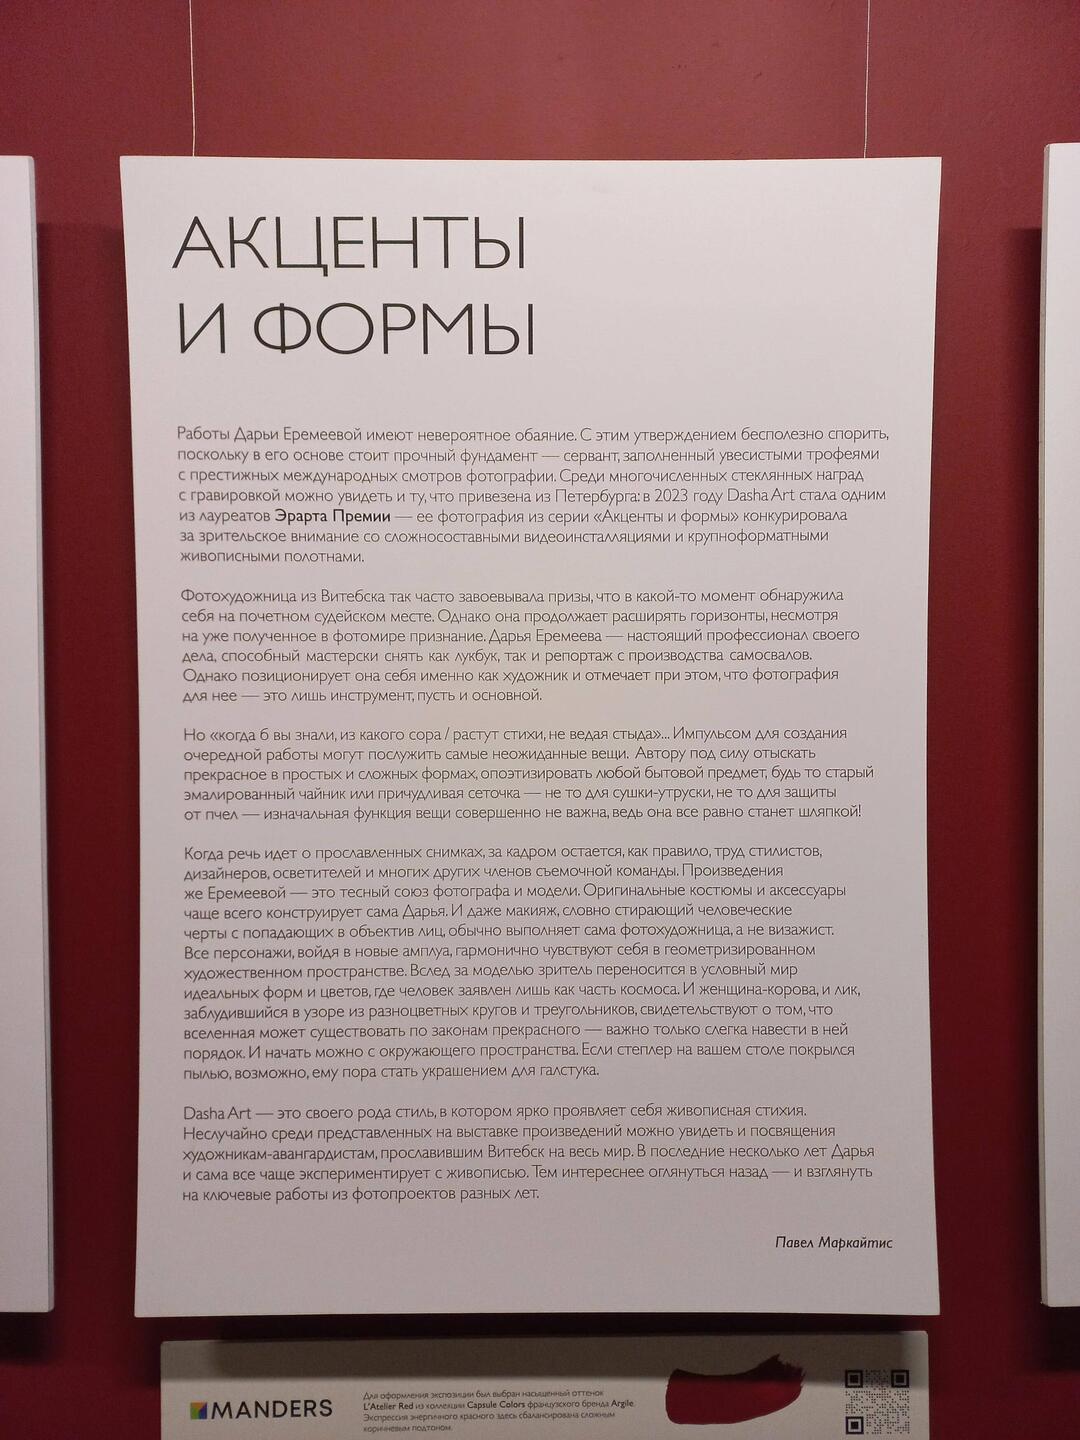 АКЦЕНТЫ
И ФОРМЫ
Работы Дарьи Еремеевой имеют невероятное обаяние. С этим утверждением бесполезно спорить,
поскольку в его основе стоит прочный фундамент — сервант, заполненный увесистыми трофеями
с престижных международных смотров фотографии. Среди многочисленных стеклянных наград
с гравировкой можно увидеть и ту, что привезена из Петербурга: в 2023 году Dasha Art стала одним
из лауреатов Эрарта Премии — ее фотография из серии «Акценты и формы» конкурировала
за зрительское внимание со сложносоставными видеоинсталляциями и крупноформатными
живописными полотнами.
Фотохудожница из Витебска так часто завоевывала призы, что в какой-то момент обнаружила
себя на почетном судейском месте. Однако она продолжает расширять горизонты, несмотря
на уже полученное в фотомире признание. Дарья Еремеева — настоящий профессионал своего
дела, способный мастерски снять как лукбук, так и репортаж с производства самосвалов.
Однако позиционирует она себя именно как художник и отмечает при этом, что фотография
для нее — это лишь инструмент, пусть и основной.
Но «когда б вы знали, из какого сора / растут стихи, не ведая стыда»... Импульсом для создания
очередной работы могут послужить самые неожиданные вещи. Автору под силу отыскать
прекрасное в простых и сложных формах, опоэтизировать любой бытовой предмет, будь то старый
эмалированный чайник или причудливая сеточка — не то для сушки-утруски, не то для защиты
от пчел — изначальная функция вещи совершенно не важна, ведь она все равно станет шляпкой!
Когда речь идет о прославленных снимках, за кадром остается, как правило, труд стилистов,
дизайнеров, осветителей и многих других членов съемочной команды. Произведения
же Еремеевой — это тесный союз фотографа и модели. Оригинальные костюмы и аксессуары
чаще всего конструирует сама Дарья. И даже макияж, словно стирающий человеческие
черты с попадающих в объектив лиц, обычно выполняет сама фотохудожница, а не визажист.
Все персонажи, войдя в новые амплуа, гармонично чувствуют себя в геометризированном
художественном пространстве. Вслед за моделью зритель переносится в условный мир
идеальных форм и цветов, где человек заявлен лишь как часть космоса. И женщина-корова, и лик,
заблудившийся в узоре из разноцветных кругов и треугольников, свидетельствуют о том, что
вселенная может существовать по законам прекрасного — важно только слегка навести в ней
порядок. И начать можно с окружающего пространства. Если степлер на вашем столе покрылся
пылью, возможно, ему пора стать украшением для галстука.
Dasha Art — это своего рода стиль, в котором ярко проявляет себя живописная стихия.
Неслучайно среди представленных на выставке произведений можно увидеть и посвящения
художникам-авангардистам, прославившим Витебск на весь мир. В последние несколько лет Дарья
и сама все чаще экспериментирует с живописью. Тем интереснее оглянуться назад — и взглянуть
на ключевые работы из фотопроектов разных лет.
Павел Маркайтис
MANDERS
Для оформления экспозиции был выбран насыщенный оттенок
L'Atelier Red из коллекции Capsule Colors французского бренда Argile.
Экспрессия энергичного красного здесь сбалансирована сложным
коричневым подтоном.